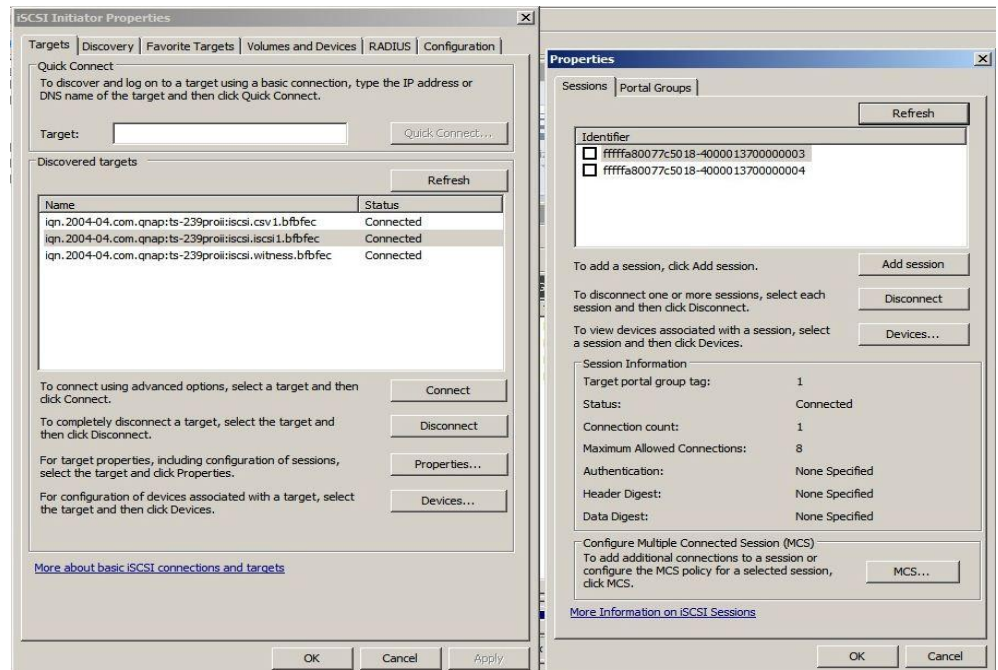 iSCSI Initiator Properties
Targets
Discovery
Favorite Targets
Volumes and Devices
RADIUS
Configuration
Quick Connect
To discover and log on to a target using a basic connection, type the IP address or
DNS name of the target and then click Quick Connect.
Target:
Quick Connect...
Discovered targets
Refresh
Name
Status
iqn.2004-04.com.qnap:ts-239proii:iscsi.csv1.bfbfec
Connected
iqn.2004-04.com.qnap:ts-239proii:iscsi.iscsi1.bfbfec
Connected
iqn.2004-04.com.qnap:ts-239proii:iscsi.witness.bfbfec
Connected
To connect using advanced options, select a target and then
click Connect.
Connect
To completely disconnect a target, select the target and
then click Disconnect.
Disconnect
For target properties, including configuration of sessions,
select the target and click Properties.
Properties...
For configuration of devices associated with a target, select
the target and then click Devices.
Devices...
More about basic iSCSI connections and targets
OK
Cancel
Apply
Properties
Sessions
Portal Groups
Refresh
Identifier
fffffa80077c5018-4000013700000003
fffffa80077c5018-4000013700000004
To add a session, click Add session.
Add session
To disconnect one or more sessions, select each
session and then click Disconnect.
Disconnect
To view devices associated with a session, select
a session and then click Devices.
Devices...
Session Information
Target portal group tag:
1
Status:
Connected
Connection count:
1
Maximum Allowed Connections:
8
Authentication:
None Specified
Header Digest:
None Specified
Data Digest:
None Specified
Configure Multiple Connected Session (MCS)
To add additional connections to a session or
configure the MCS policy for a selected session,
click MCS.
MCS...
More Information on iSCSI Sessions
OK
Cancel